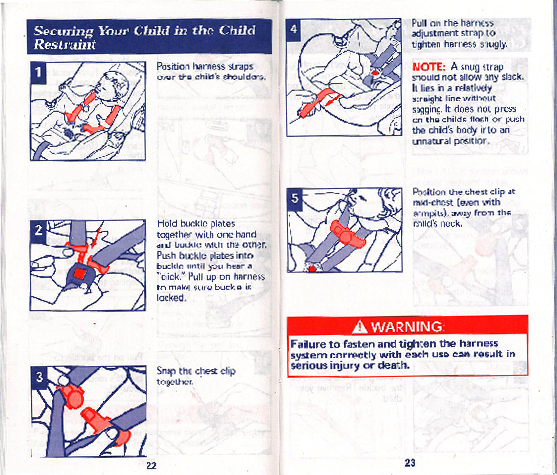 Securing Your Child in the Child
Restraint
1
Position harness straps
over the child's shoulders.
2
Hold buckle plates
together with one hand
and buckle with the other.
Push buckle plates into
buckle until you hear a
"click." Pull up on harness
to make sure buckle is
locked.
3
Snap the chest clip
together.
22
4
Pull on the harness
adjustment strap to
tighten harness snugly.
NOTE: A snug strap
should not allow any slack.
It lies in a relatively
straight line without
sagging. It does not press
on the child's flesh or push
the child's body into an
unnatural position.
5
Position the chest clip at
mid-chest (even with
armpits), away from the
child's neck.
WARNING:
Failure to fasten and tighten the harness
system correctly with each use can result in
serious injury or death.
23